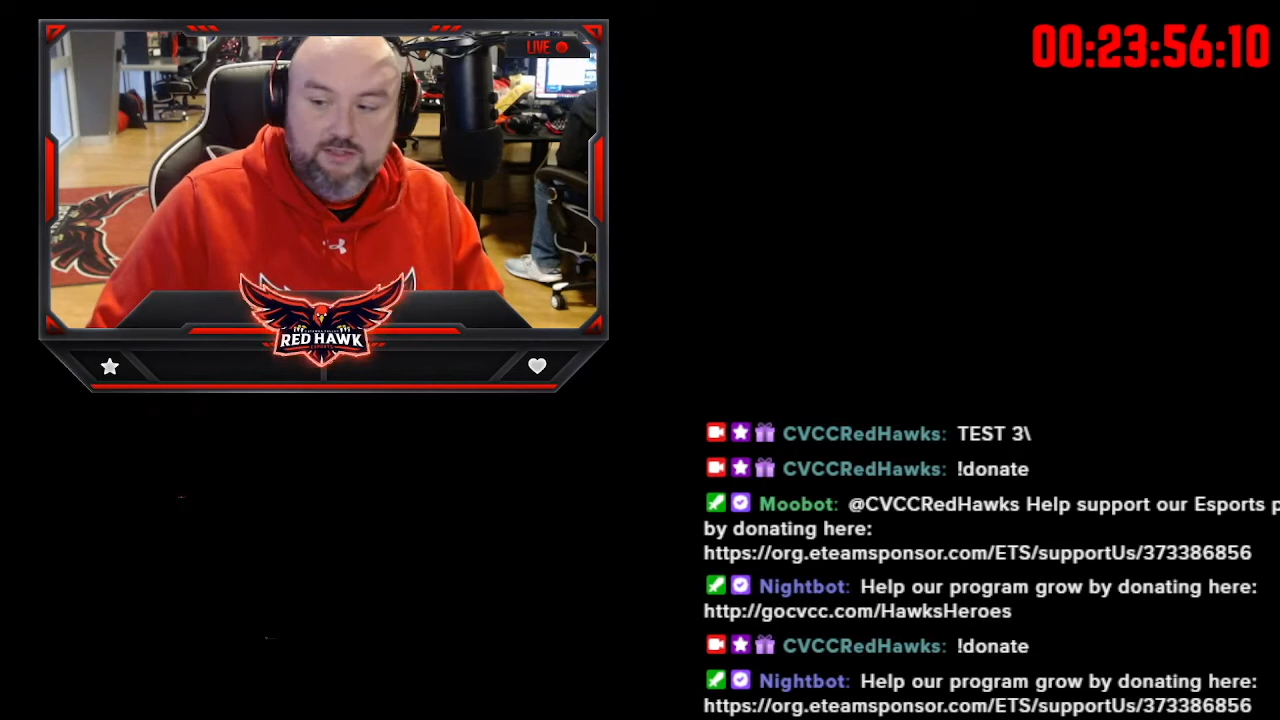 LIVE
00:23:56:10
RED HAWK
ESPORTS
CVCCRedHawks: TEST 3\
CVCCRedHawks: !donate
Moobot: @CVCCRedHawks Help support our Esports p
by donating here:
https://org.eteamsponsor.com/ETS/supportUs/373386856
Nightbot: Help our program grow by donating here:
http://gocvcc.com/HawksHeroes
CVCCRedHawks: !donate
Nightbot: Help our program grow by donating here:
https://org.eteamsponsor.com/ETS/supportUs/373386856